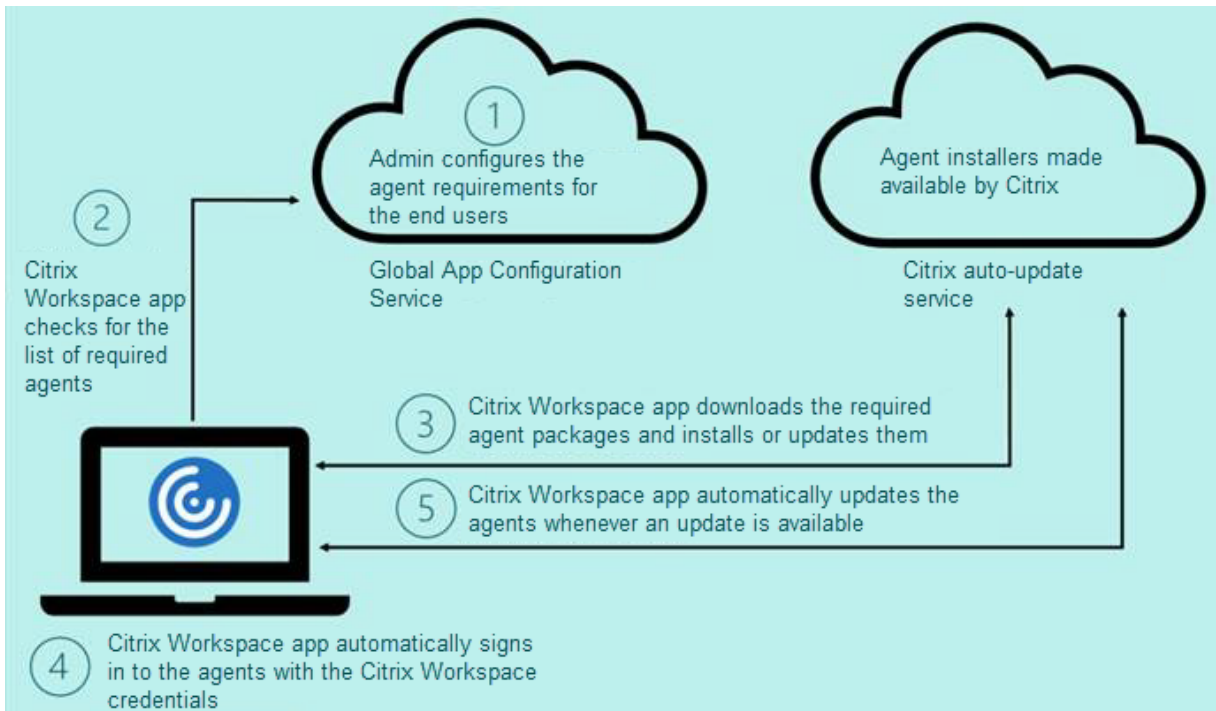 1
Admin configures the
agent requirements for
the end users
Global App Configuration
Service
Agent installers made
available by Citrix
Citrix auto-update
service
2
Citrix
Workspace app
checks for the
list of required
agents
3
Citrix Workspace app downloads the required
agent packages and installs or updates them
5
Citrix Workspace app automatically updates the
agents whenever an update is available
4
Citrix Workspace app automatically signs
in to the agents with the Citrix Workspace
credentials